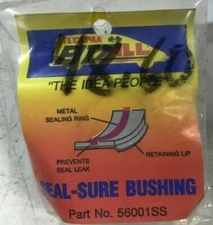 "THE IDEA PEOPLE"
METAL
SEALING RING
PREVENTS
SEAL LEAK
RETAINING LIP
SEAL-SURE BUSHING
Part No. 56001SS